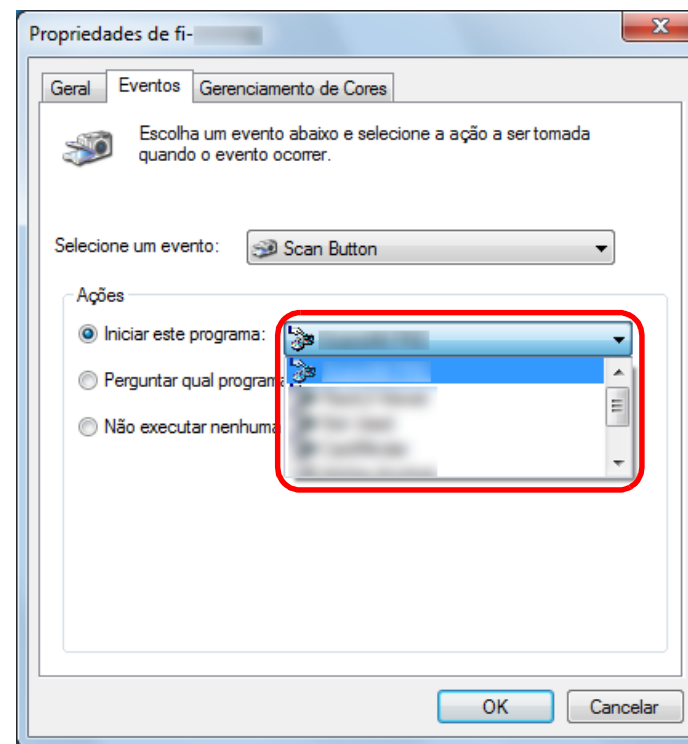 Propriedades de fi-
Geral Eventos Gerenciamento de Cores
Escolha um evento abaixo e selecione a ação a ser tomada
quando o evento ocorrer.
Selecione um evento: Scan Button
Ações
Iniciar este programa:
Perguntar qual
Não executar nenhuma
OK Cancelar